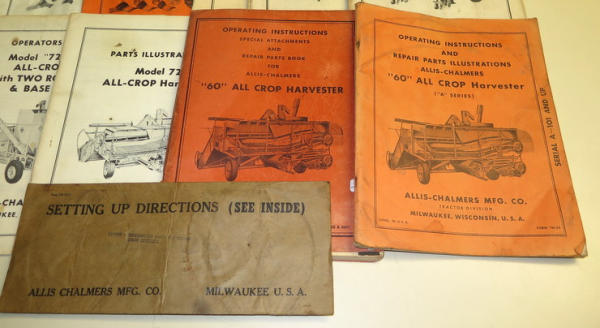 OPERATORS
Model "72
ALL-CROP
with TWO RO
& BASE
PARTS ILLUSTRAT
Model 72
ALL-CROP Har
OPERATING INSTRUCTIONS
SPECIAL ATTACHMENTS
AND
REPAIR PARTS BOOK
FOR
ALLIS-CHALMERS
"60" ALL CROP HARVESTER
OPERATING INSTRUCTIONS
AND
REPAIR PARTS ILLUSTRATIONS
ALLIS-CHALMERS
"60" ALL CROP Harvester
("A" SERIES)
SERIAL A-101 AND UP
ALLIS-CHALMERS MFG. CO.
TRACTOR DIVISION
MILWAUKEE, WISCONSIN, U. S. A.
SETTING UP DIRECTIONS (SEE INSIDE)
ALLIS CHALMERS MFG. CO. MILWAUKEE U. S. A.